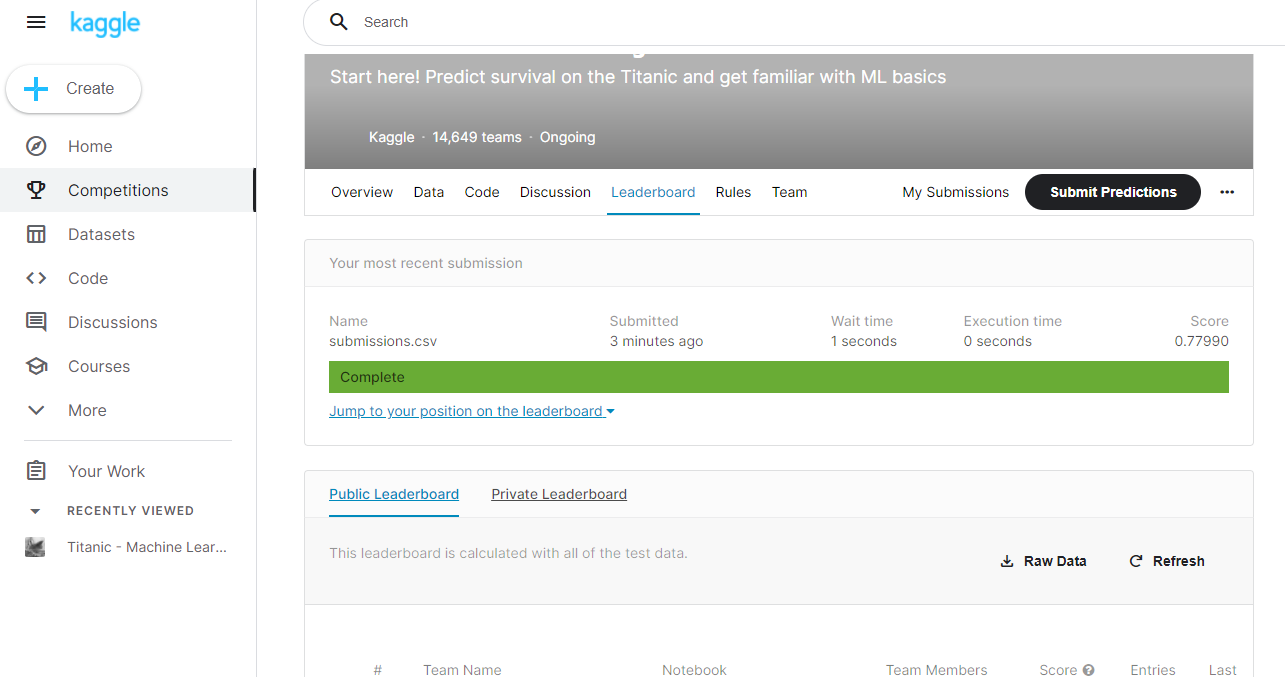 kaggle
Search
Create
Home
Competitions
Datasets
Code
Discussions
Courses
More
Your Work
RECENTLY VIEWED
Titanic - Machine Lear...
Start here! Predict survival on the Titanic and get familiar with ML basics
Kaggle · 14,649 teams · Ongoing
Overview Data Code Discussion Leaderboard Rules Team My Submissions Submit Predictions
Your most recent submission
Name Submitted Wait time Execution time Score
submissions.csv 3 minutes ago 1 seconds 0 seconds 0.77990
Complete
Jump to your position on the leaderboard
Public Leaderboard Private Leaderboard
This leaderboard is calculated with all of the test data.
Raw Data Refresh
# Team Name Notebook Team Members Score Entries Last